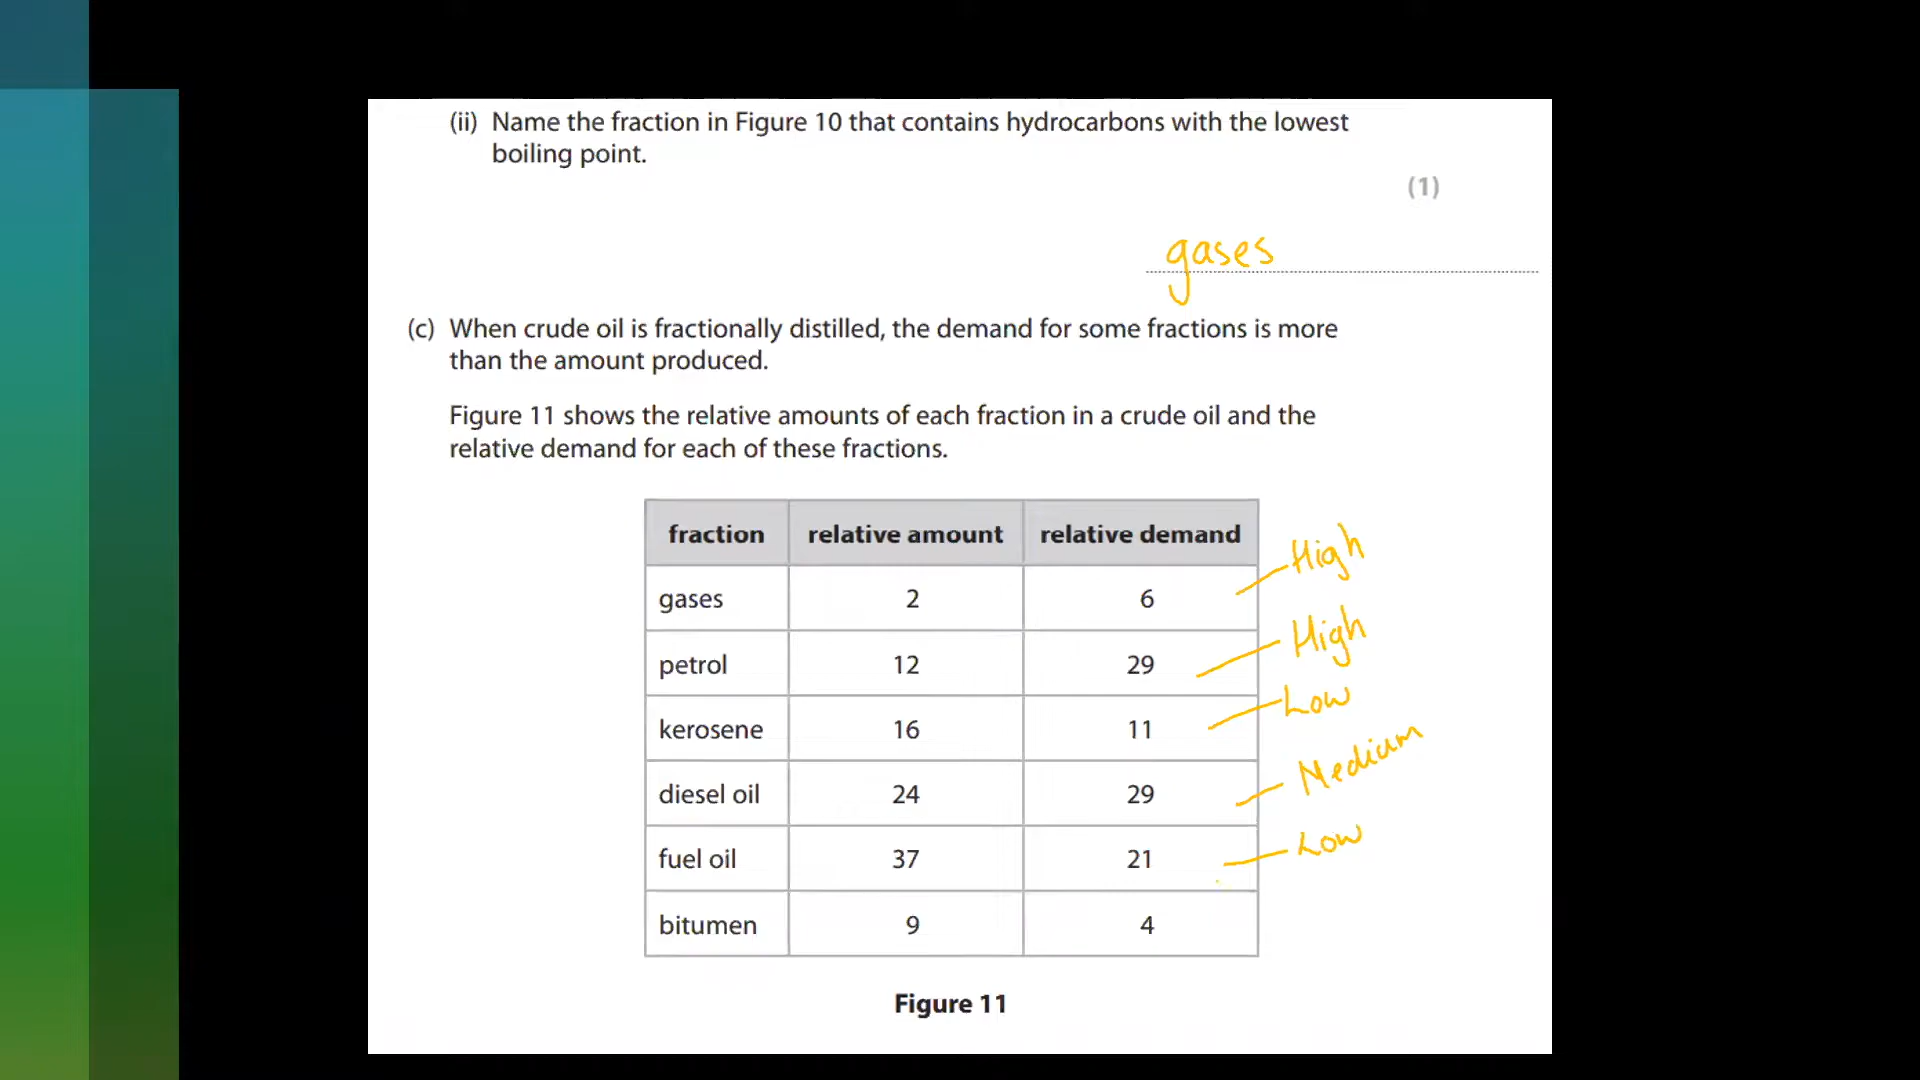 (ii) Name the fraction in Figure 10 that contains hydrocarbons with the lowest
boiling point.
(1)
gases
(c) When crude oil is fractionally distilled, the demand for some fractions is more
than the amount produced.
Figure 11 shows the relative amounts of each fraction in a crude oil and the
relative demand for each of these fractions.
fraction relative amount relative demand
gases 2 6 High
petrol 12 29 High
kerosene 16 11 Low
diesel oil 24 29 Medium
fuel oil 37 21 Low
bitumen 9 4
Figure 11